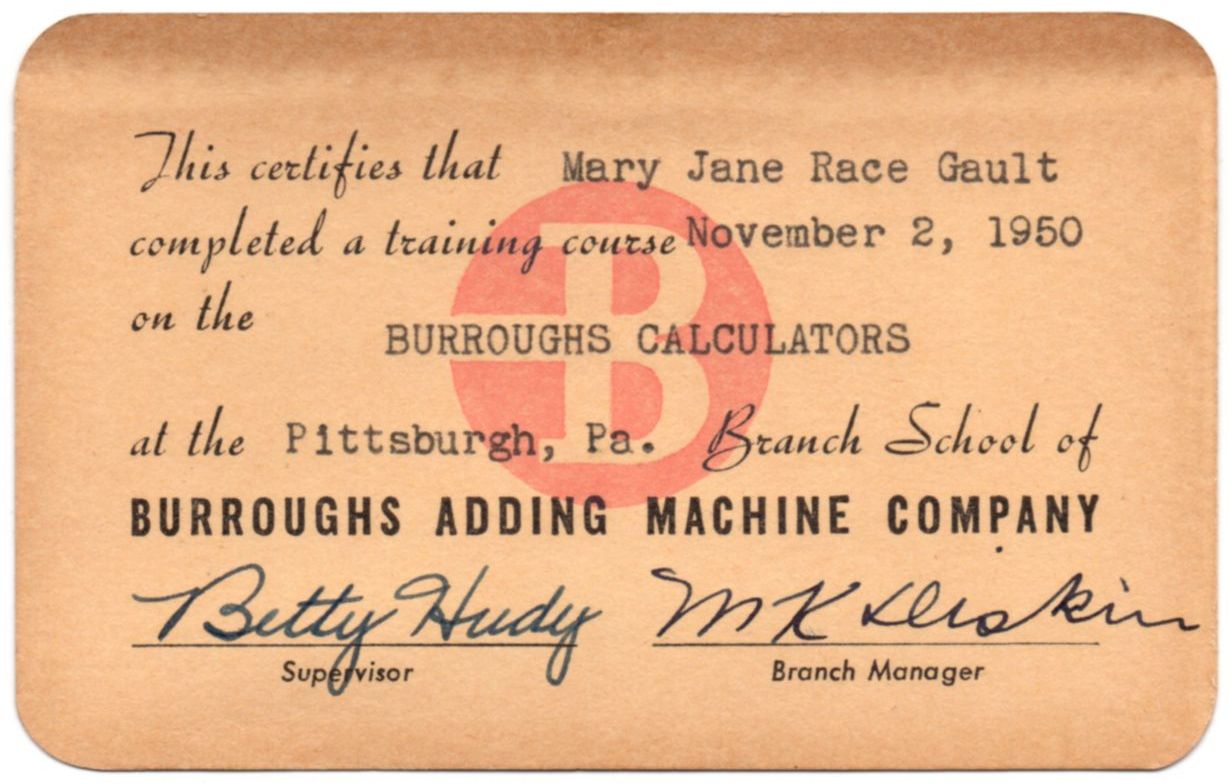 This certifies that Mary Jane Race Gault
completed a training course November 2, 1950
on the
BURROUGHS CALCULATORS
at the Pittsburgh, Pa. Branch School of
BURROUGHS ADDING MACHINE COMPANY
Betty Hudy M K
Supervisor Branch Manager
B